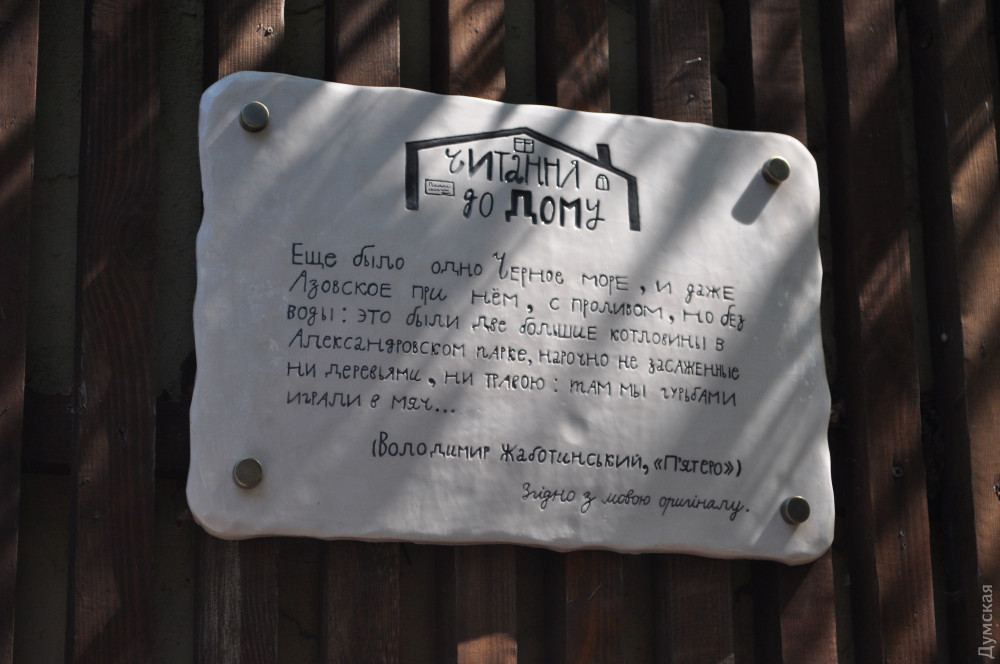 Читання
до Дому
Еще было одно Черное море, и даже
Азовское при нём, с проливом, но без
воды: это были две большие котловины в
Александровском парке, нарочно не засаженные
ни деревьями, ни травою: там мы гурьбами
играли в мяч...
(Володимир Жаботинський, «П'ятеро»)
Згідно з мовою оригіналу.
Думская